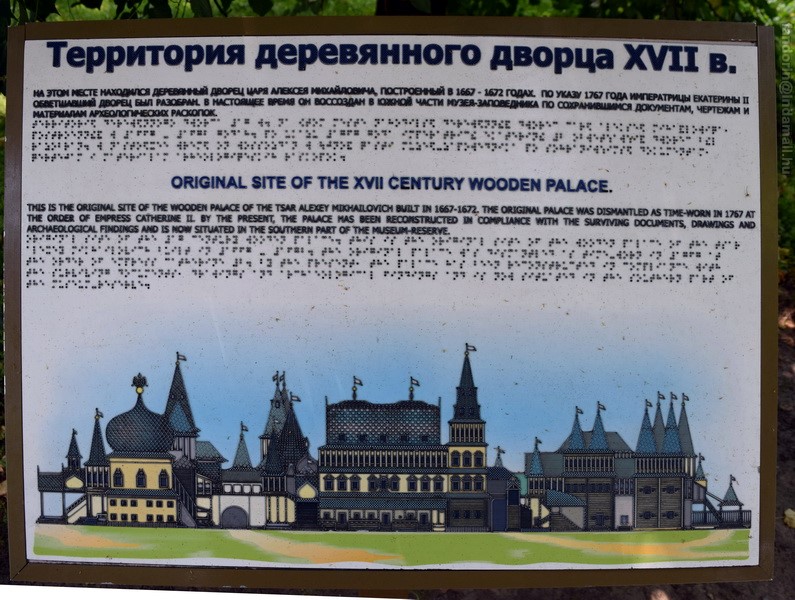 Территория деревянного дворца XVII в.
НА ЭТОМ МЕСТЕ НАХОДИЛСЯ ДЕРЕВЯННЫЙ ДВОРЕЦ ЦАРЯ АЛЕКСЕЯ МИХАЙЛОВИЧА, ПОСТРОЕННЫЙ В 1667 - 1672 ГОДАХ. ПО УКАЗУ 1767 ГОДА ИМПЕРАТРИЦЫ ЕКАТЕРИНЫ II
ОБВЕТШАВШИЙ ДВОРЕЦ БЫЛ РАЗОБРАН. В НАСТОЯЩЕЕ ВРЕМЯ ОН ВОССОЗДАН В ЮЖНОЙ ЧАСТИ МУЗЕЯ-ЗАПОВЕДНИКА ПО СОХРАНИВШИМСЯ ДОКУМЕНТАМ, ЧЕРТЕЖАМ И
МАТЕРИАЛАМ АРХЕОЛОГИЧЕСКИХ РАСКОПОК.
ORIGINAL SITE OF THE XVII CENTURY WOODEN PALACE.
THIS IS THE ORIGINAL SITE OF THE WOODEN PALACE OF THE TSAR ALEXEY MIKHAILOVICH BUILT IN 1667-1672. THE ORIGINAL PALACE WAS DISMANTLED AS TIME-WORN IN 1767 AT
THE ORDER OF EMPRESS CATHERINE II. BY THE PRESENT, THE PALACE HAS BEEN RECONSTRUCTED IN COMPLIANCE WITH THE SURVIVING DOCUMENTS, DRAWINGS AND
ARCHAEOLOGICAL FINDINGS AND IS NOW SITUATED IN THE SOUTHERN PART OF THE MUSEUM-RESERVE.